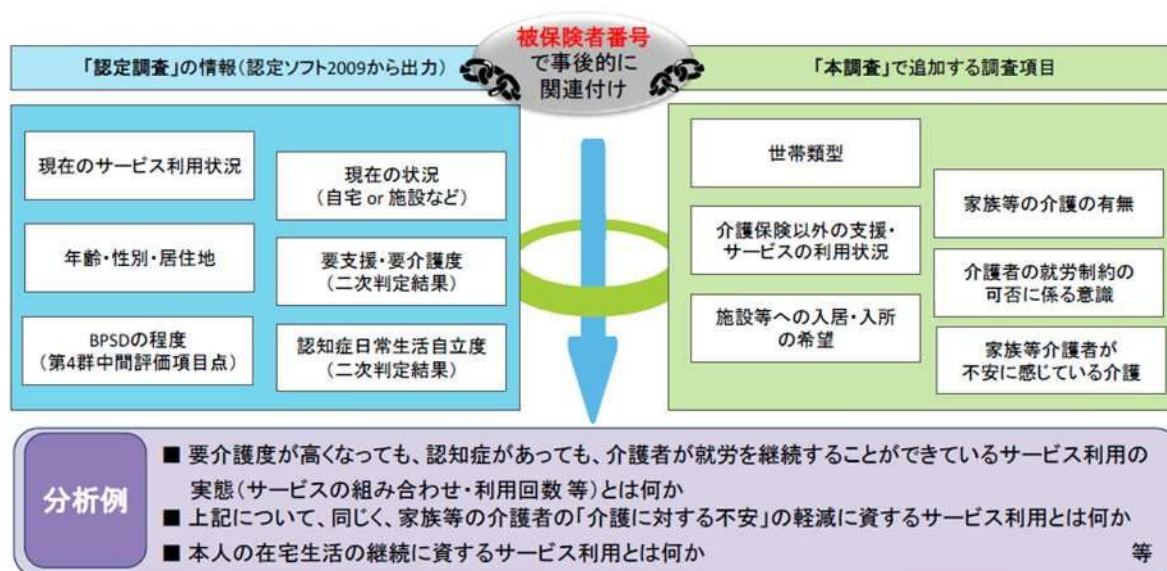 被保険者番号
で事後的に
関連付け
「認定調査」の情報(認定ソフト2009から出力)
「本調査」で追加する調査項目
現在のサービス利用状況
現在の状況
(自宅 or 施設など)
年齢・性別・居住地
要支援・要介護度
(二次判定結果)
BPSDの程度
(第4群中間評価項目点)
認知症日常生活自立度
(二次判定結果)
世帯類型
家族等の介護の有無
介護保険以外の支援・
サービスの利用状況
介護者の就労制約の
可否に係る意識
施設等への入居・入所
の希望
家族等介護者が
不安に感じている介護
分析例
■ 要介護度が高くなっても、認知症があっても、介護者が就労を継続することができているサービス利用の
実態(サービスの組み合わせ・利用回数 等)とは何か
■ 上記について、同じく、家族等の介護者の「介護に対する不安」の軽減に資するサービス利用とは何か
■ 本人の在宅生活の継続に資するサービス利用とは何か 等